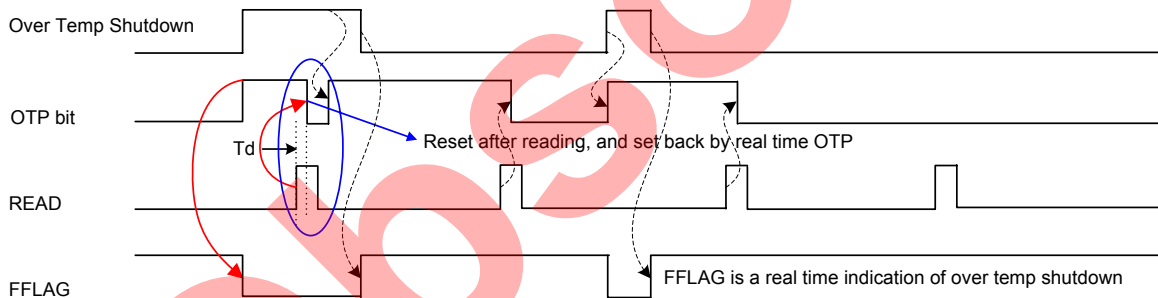 Over Temp Shutdown
OTP bit
Reset after reading, and set back by real time OTP
Td
READ
FFLAG is a real time indication of over temp shutdown
FFLAG